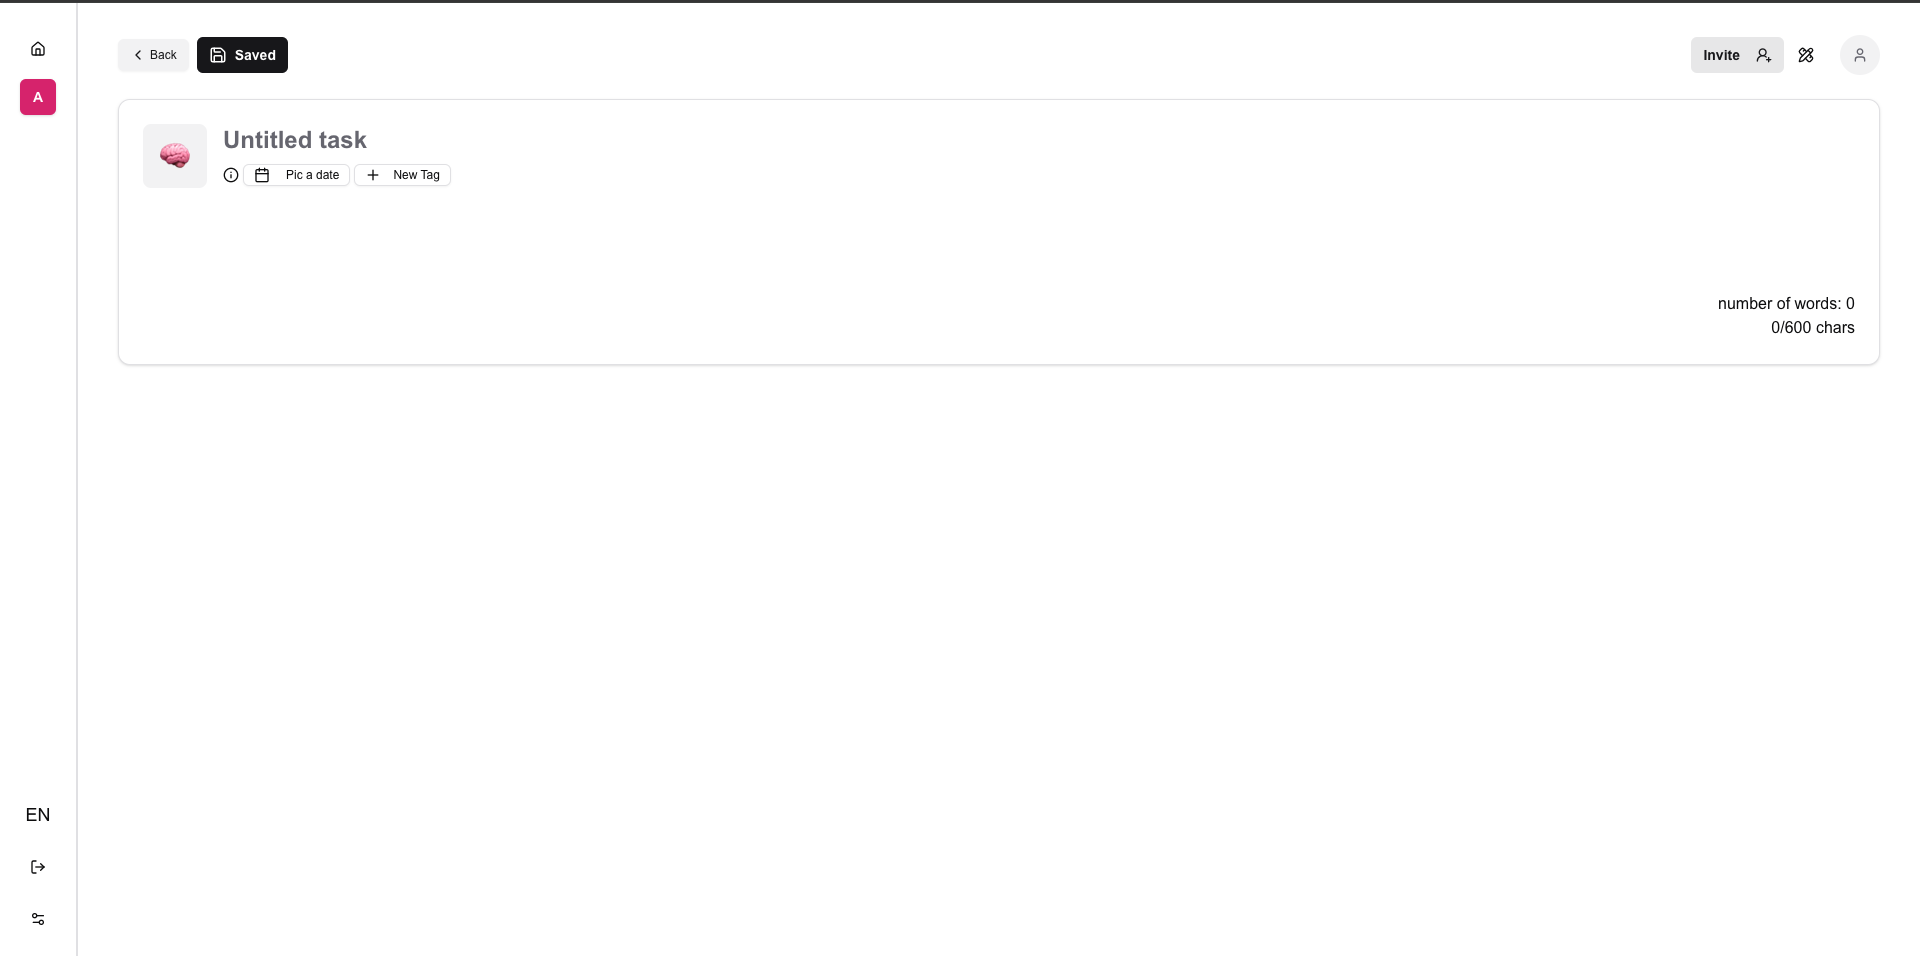 Back
Saved
Invite
A
Untitled task
Pic a date
New Tag
number of words: 0
0/600 chars
EN